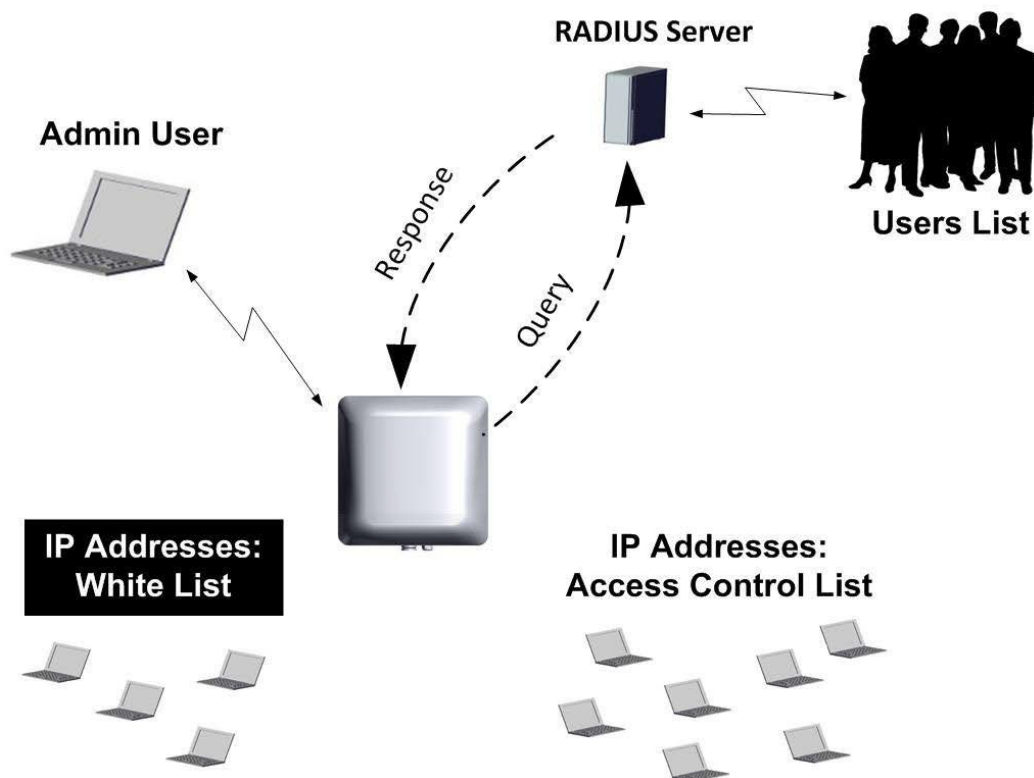 RADIUS Server
Admin User
Users List
Response
Query
IP Addresses:
White List
IP Addresses:
Access Control List